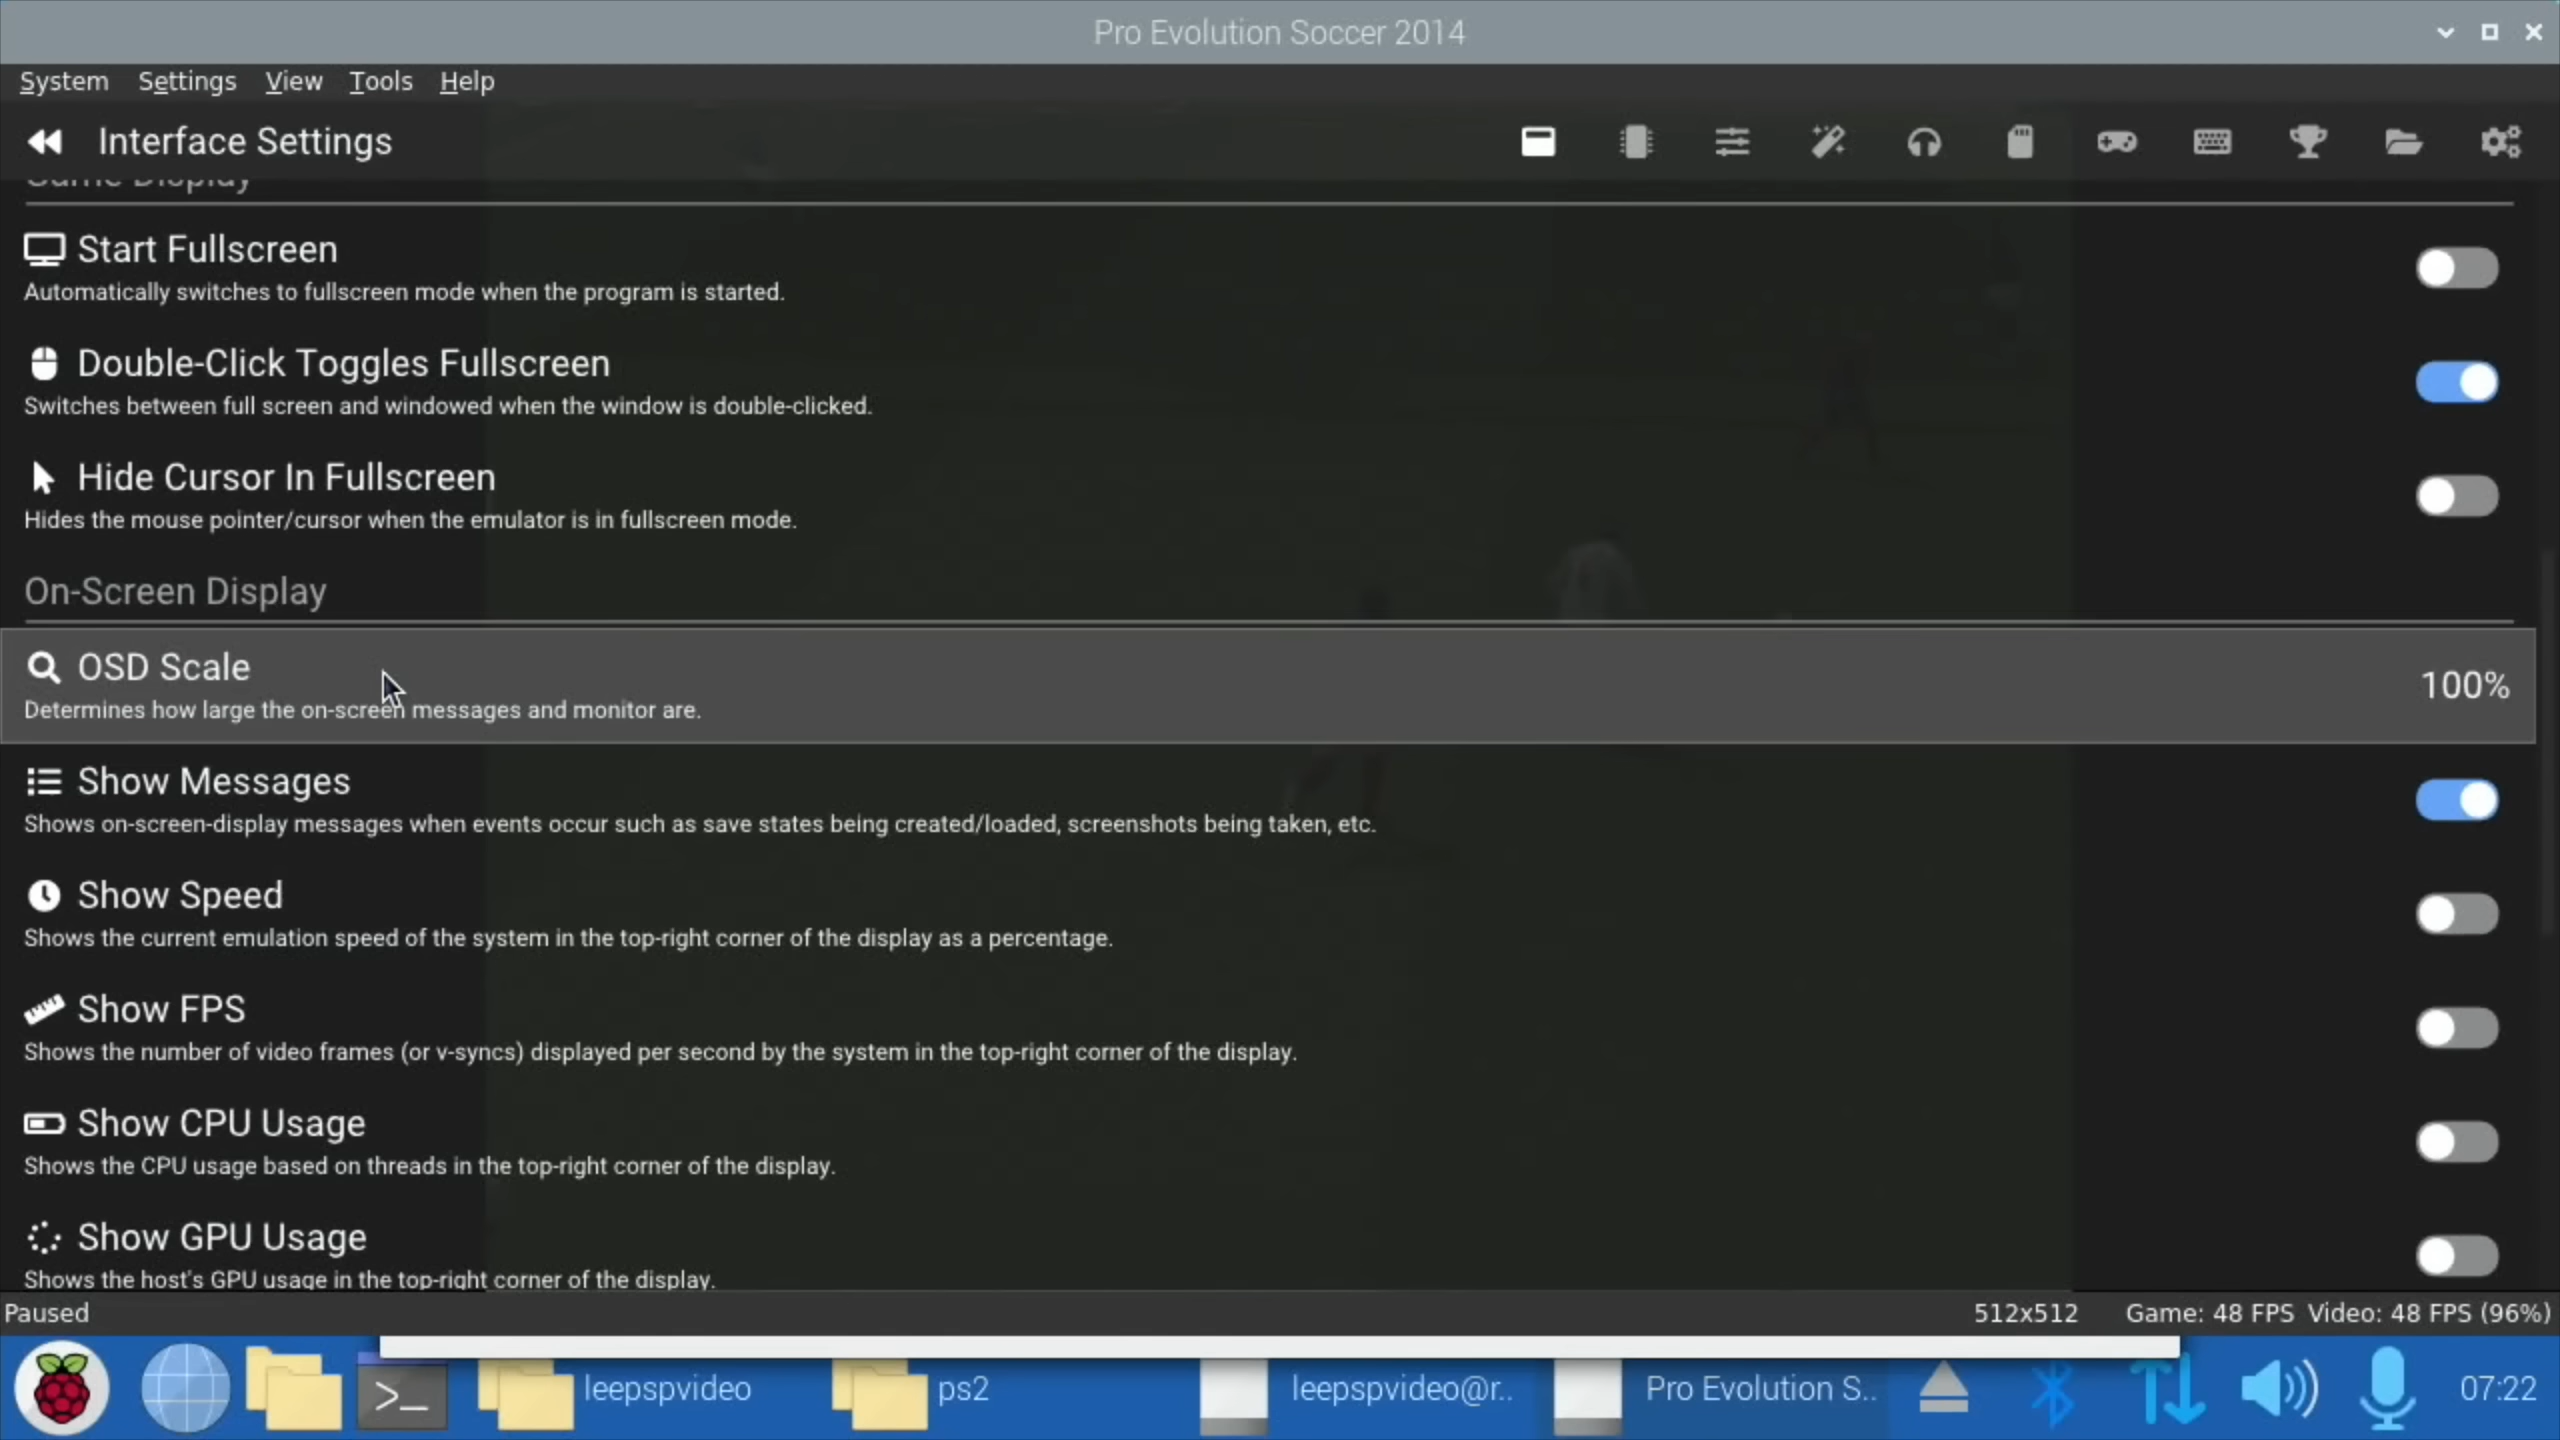 Pro Evolution Soccer 2014
System Settings View Tools Help
Interface Settings
Game Display
Start Fullscreen
Automatically switches to fullscreen mode when the program is started.
Double-Click Toggles Fullscreen
Switches between full screen and windowed when the window is double-clicked.
Hide Cursor In Fullscreen
Hides the mouse pointer/cursor when the emulator is in fullscreen mode.
On-Screen Display
OSD Scale
100%
Determines how large the on-screen messages and monitor are.
Show Messages
Shows on-screen-display messages when events occur such as save states being created/loaded, screenshots being taken, etc.
Show Speed
Shows the current emulation speed of the system in the top-right corner of the display as a percentage.
Show FPS
Shows the number of video frames (or v-syncs) displayed per second by the system in the top-right corner of the display.
Show CPU Usage
Shows the CPU usage based on threads in the top-right corner of the display.
Show GPU Usage
Shows the host's GPU usage in the top-right corner of the display.
Paused 512x512 Game: 48 FPS Video: 48 FPS (96%)
>_ leepspvideo ps2 leepspvideo@r.. Pro Evolution S.. 07:22